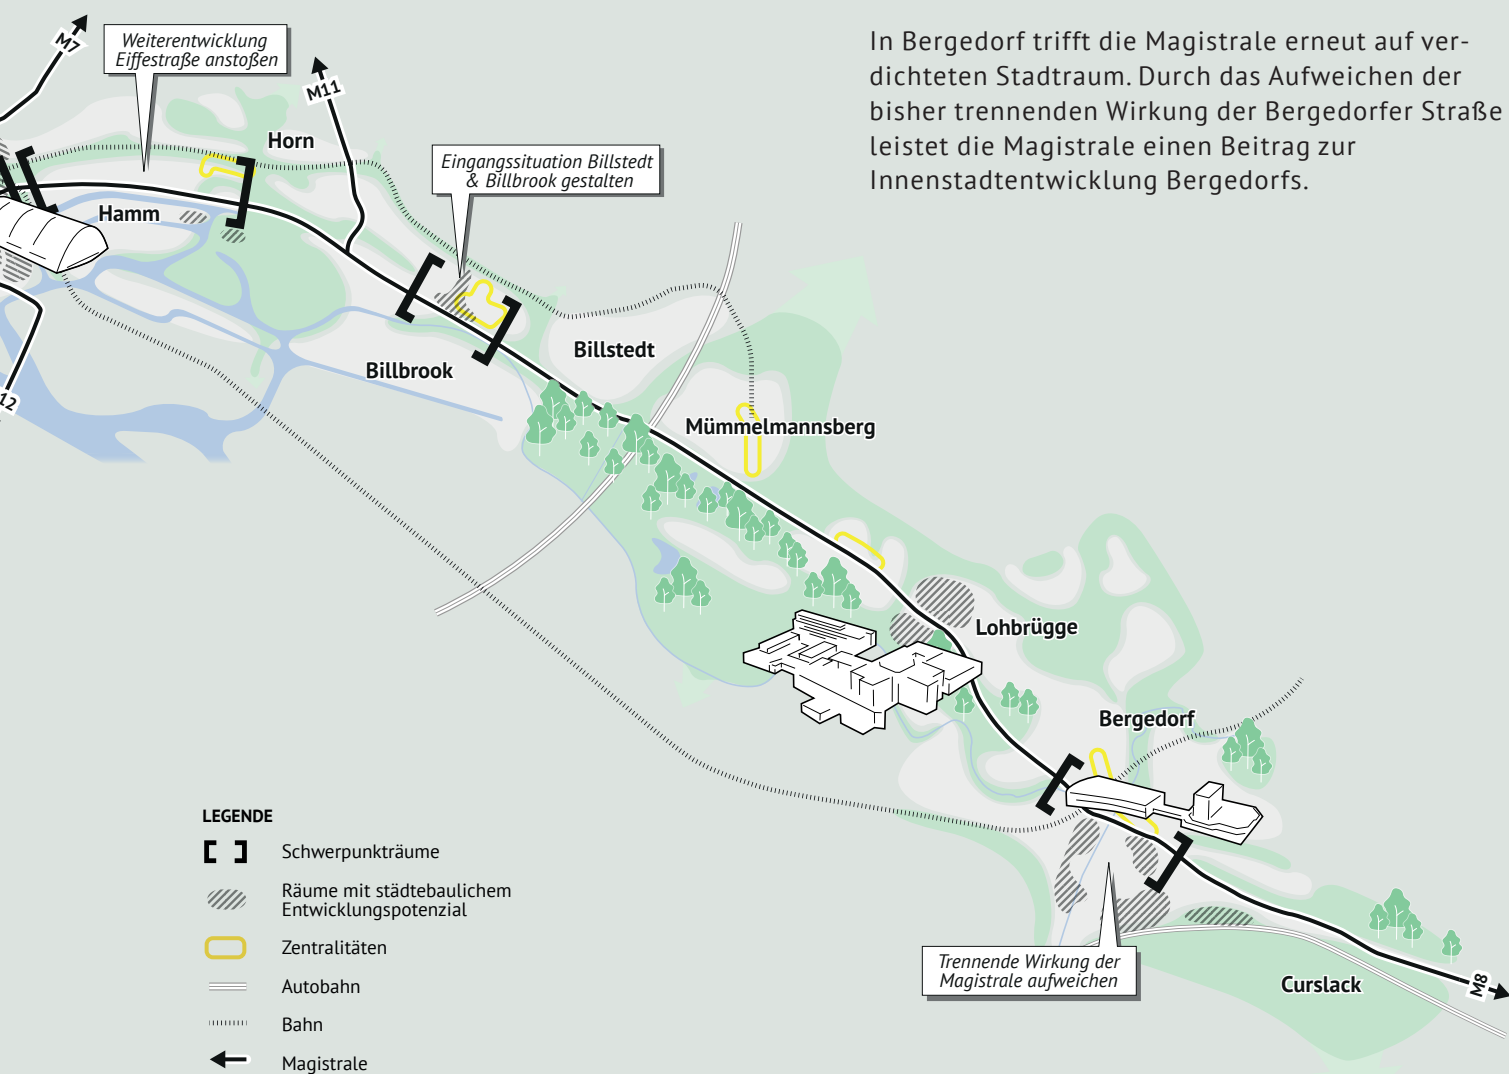 In Bergedorf trifft die Magistrale erneut auf ver-
dichteten Stadtraum. Durch das Aufweichen der
bisher trennenden Wirkung der Bergedorfer Straße
leistet die Magistrale einen Beitrag zur
Innenstadtentwicklung Bergedorfs.
M7
Weiterentwicklung
Eiffestraße anstoßen
M11
Horn
Eingangssituation Billstedt
& Billbrook gestalten
Hamm
Billstedt
Billbrook
12
Mümmelmannsberg
Lohbrügge
Bergedorf
Trennende Wirkung der
Magistrale aufweichen
Curslack
M8
LEGENDE
Schwerpunkträume
Räume mit städtebaulichem
Entwicklungspotenzial
Zentralitäten
Autobahn
Bahn
Magistrale